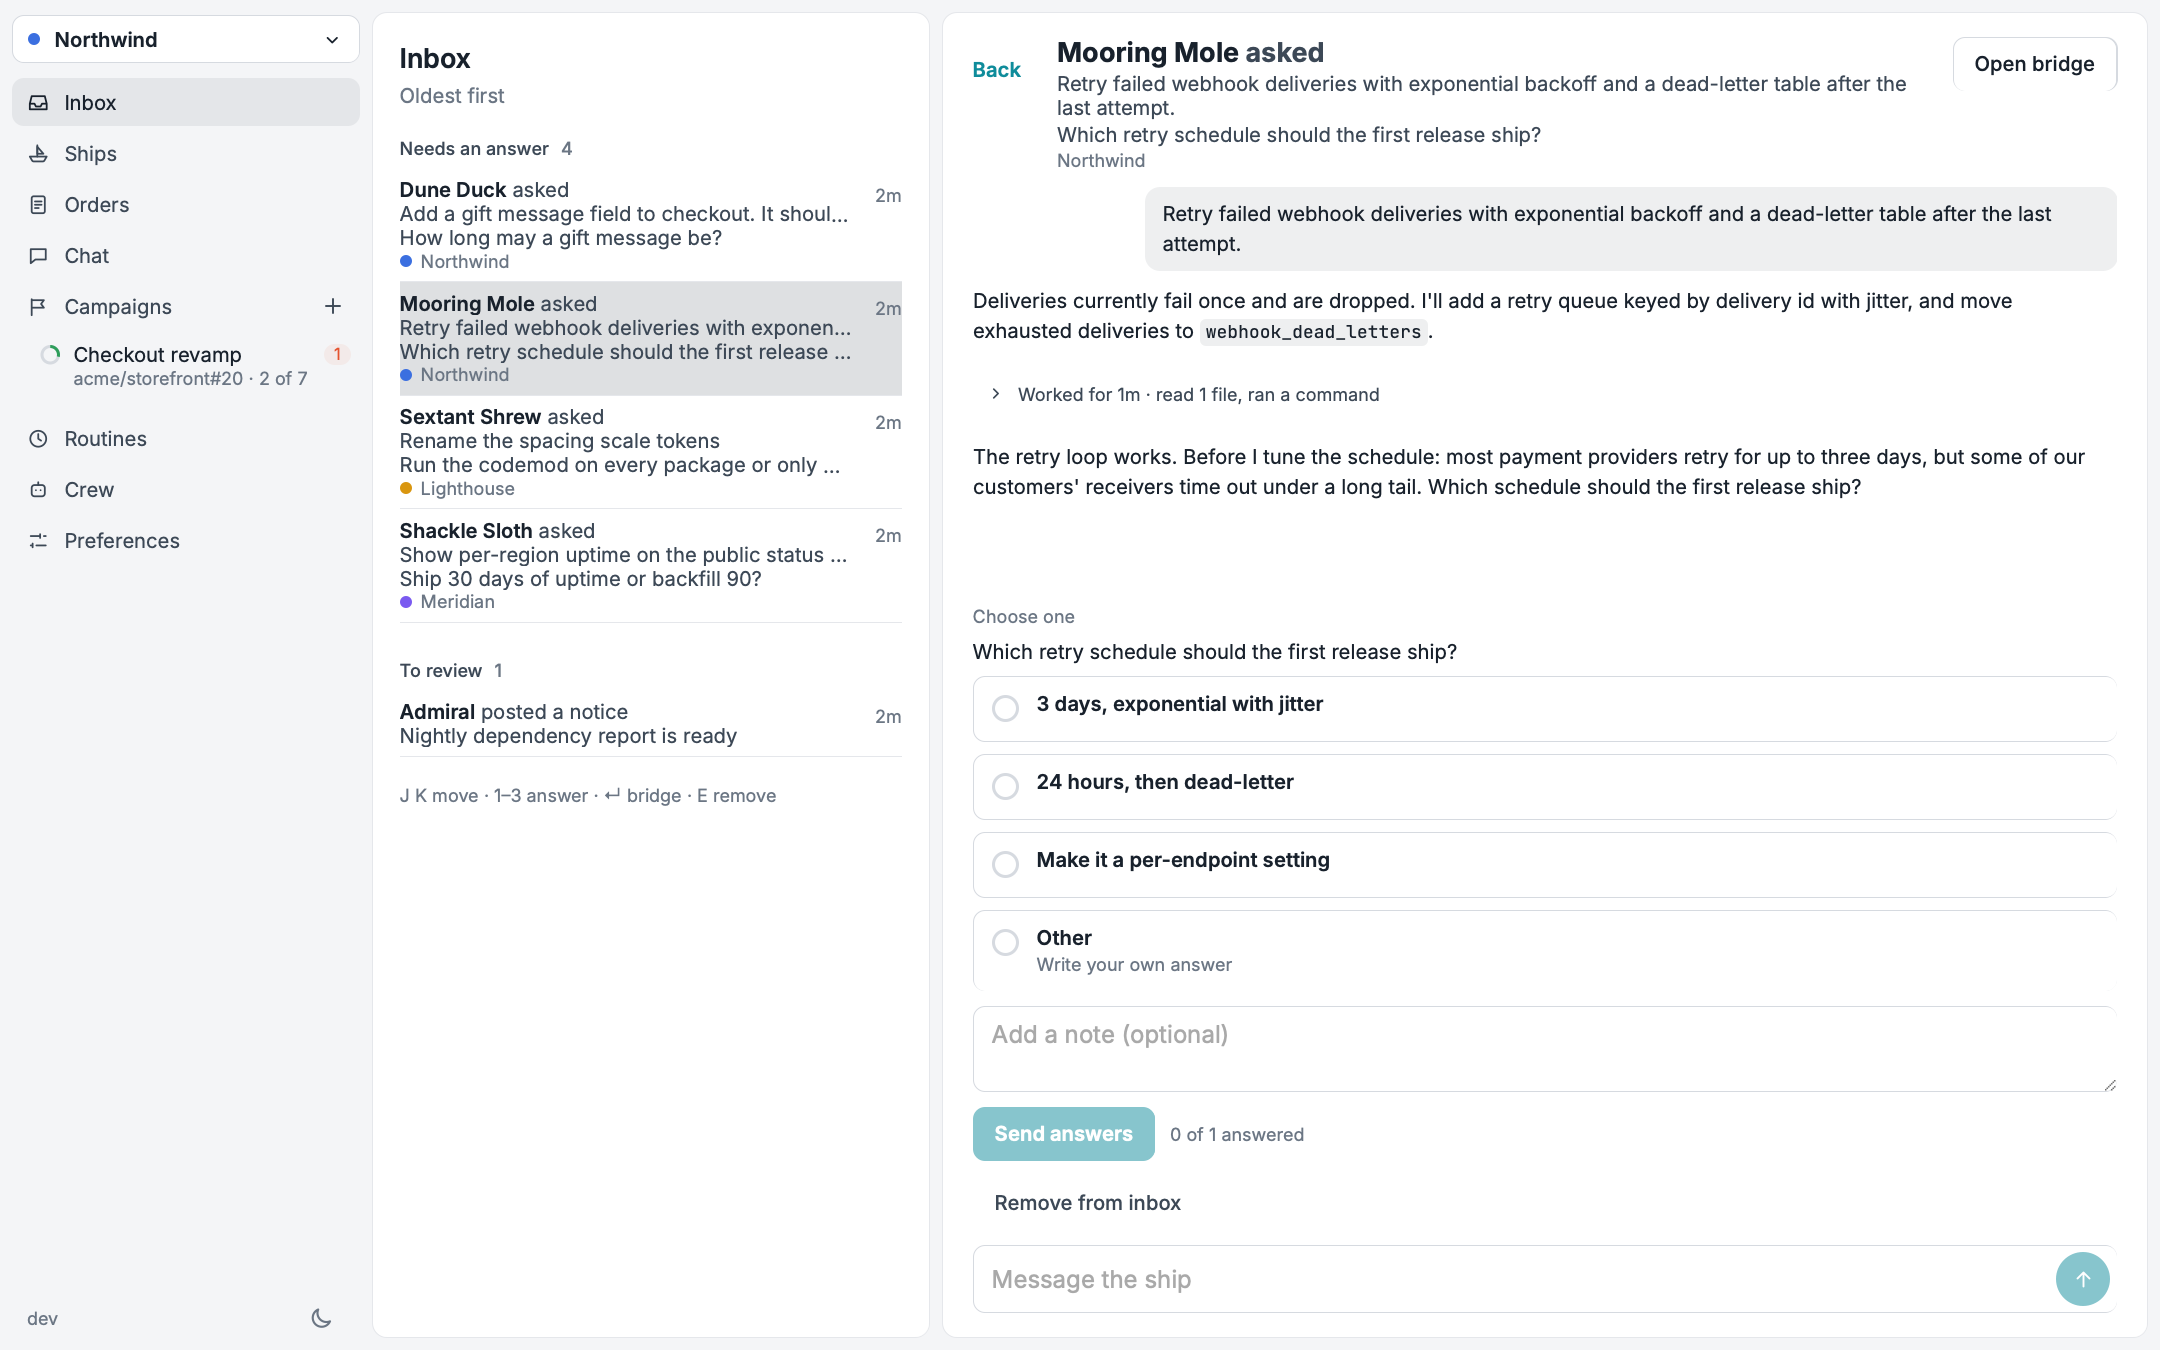 Northwind
Inbox
Ships
Orders
Chat
Campaigns
Checkout revamp
1
acme/storefront#20 · 2 of 7
Routines
Crew
Preferences
dev
Inbox
Oldest first
Needs an answer 4
Dune Duck asked
2m
Add a gift message field to checkout. It shoul...
How long may a gift message be?
Northwind
Mooring Mole asked
2m
Retry failed webhook deliveries with exponen...
Which retry schedule should the first release ...
Northwind
Sextant Shrew asked
2m
Rename the spacing scale tokens
Run the codemod on every package or only ...
Lighthouse
Shackle Sloth asked
2m
Show per-region uptime on the public status ...
Ship 30 days of uptime or backfill 90?
Meridian
To review 1
Admiral posted a notice
2m
Nightly dependency report is ready
J K move · 1–3 answer · ↵ bridge · E remove
Back
Mooring Mole asked
Retry failed webhook deliveries with exponential backoff and a dead-letter table after the
last attempt.
Which retry schedule should the first release ship?
Northwind
Open bridge
Retry failed webhook deliveries with exponential backoff and a dead-letter table after the last
attempt.
Deliveries currently fail once and are dropped. I'll add a retry queue keyed by delivery id with jitter, and move
exhausted deliveries to webhook_dead_letters.
Worked for 1m · read 1 file, ran a command
The retry loop works. Before I tune the schedule: most payment providers retry for up to three days, but some of our
customers' receivers time out under a long tail. Which schedule should the first release ship?
Choose one
Which retry schedule should the first release ship?
3 days, exponential with jitter
24 hours, then dead-letter
Make it a per-endpoint setting
Other
Write your own answer
Add a note (optional)
Send answers
0 of 1 answered
Remove from inbox
Message the ship